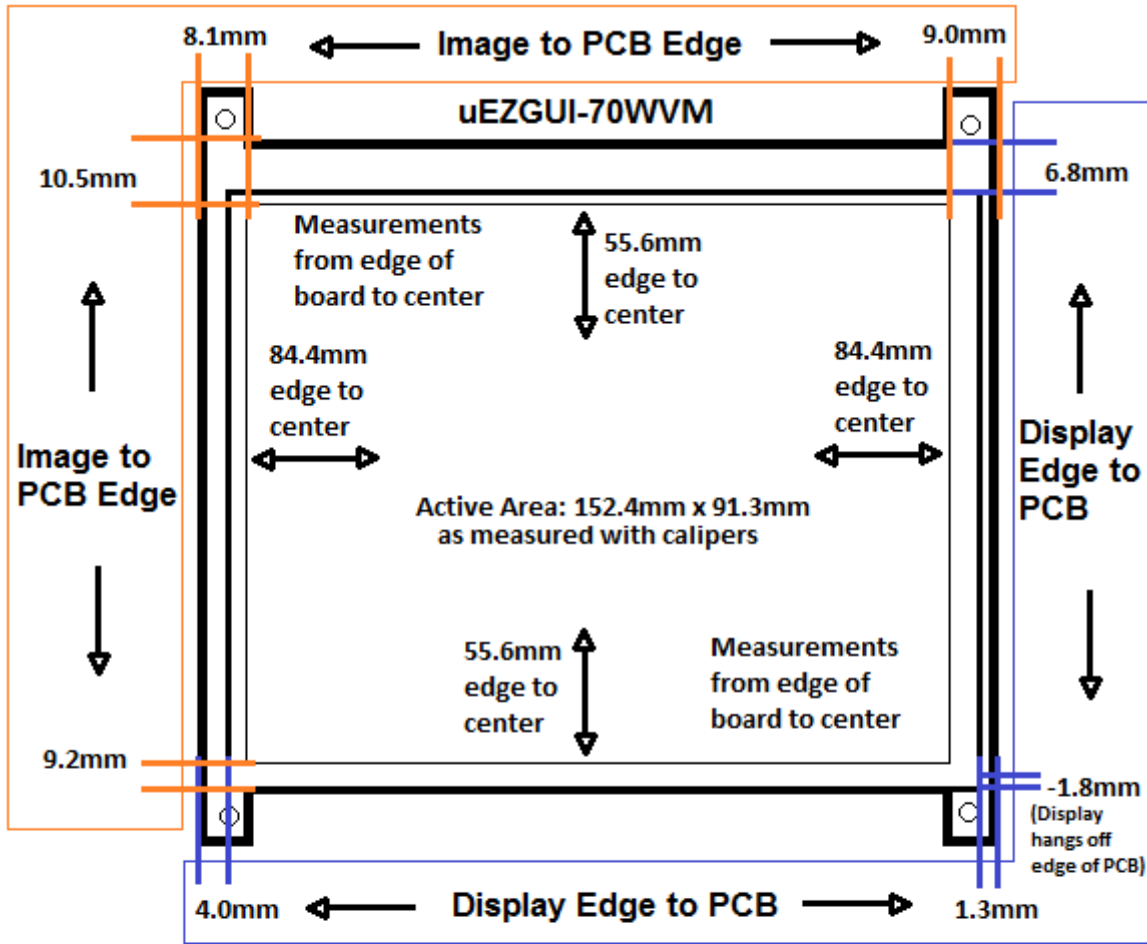 8.1mm
Image to PCB Edge
9.0mm
uEZGUI-70WVM
10.5mm
6.8mm
Measurements
from edge of
board to center
55.6mm
edge to
center
84.4mm
edge to
center
84.4mm
edge to
center
Image to
PCB Edge
Display
Edge to
PCB
Active Area: 152.4mm x 91.3mm
as measured with calipers
55.6mm
edge to
center
Measurements
from edge of
board to center
9.2mm
-1.8mm
(Display
hangs off
edge of PCB)
4.0mm
Display Edge to PCB
1.3mm